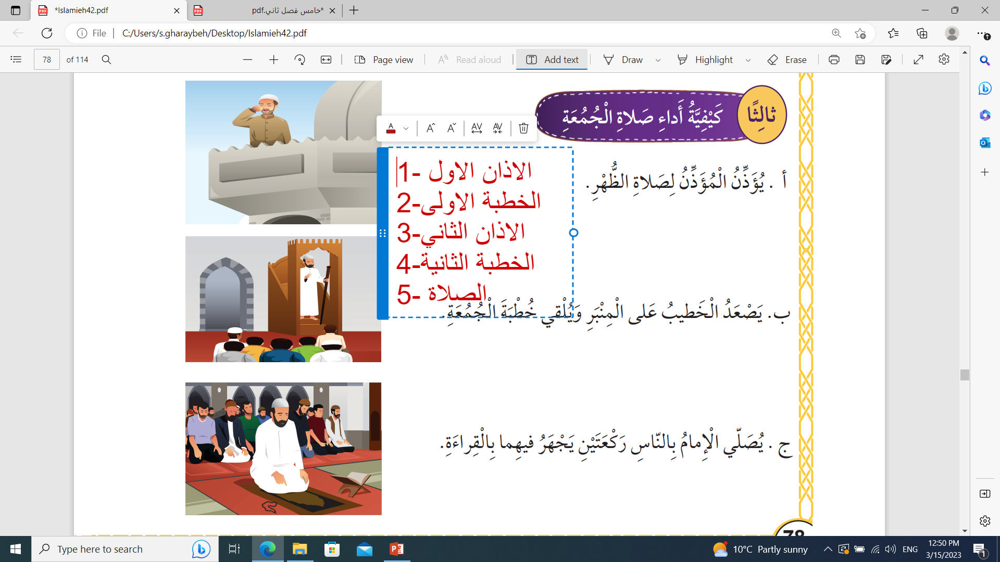 *Islamieh42.pdf
*خامس فصل ثاني.pdf
File
C:/Users/s.gharaybeh/Desktop/Islamieh42.pdf
78 of 114
Page view
Read aloud
Add text
Draw
Highlight
Erase
ثالِثًا
كَيْفِيَّةُ أَداءِ صَلاةِ الْجُمُعَةِ
1- الاذان الاول
2-الخطبة الاولى
3-الاذان الثاني
4-الخطبة الثانية
5- الصلاة
أ . يُؤَذِّنُ الْمُؤَذِّنُ لِصَلاةِ الظُّهْرِ.
ب. يَصْعَدُ الْخَطيبُ عَلى الْمِنْبَرِ وَيُلْقي خُطْبَةَ الْجُمُعَةِ.
ج . يُصَلّي الْإِمامُ بِالنّاسِ رَكْعَتَيْنِ يَجْهَرُ فيهِما بِالْقِراءَةِ.
78
Type here to search
10°C Partly sunny
ENG
12:50 PM
3/15/2023
1